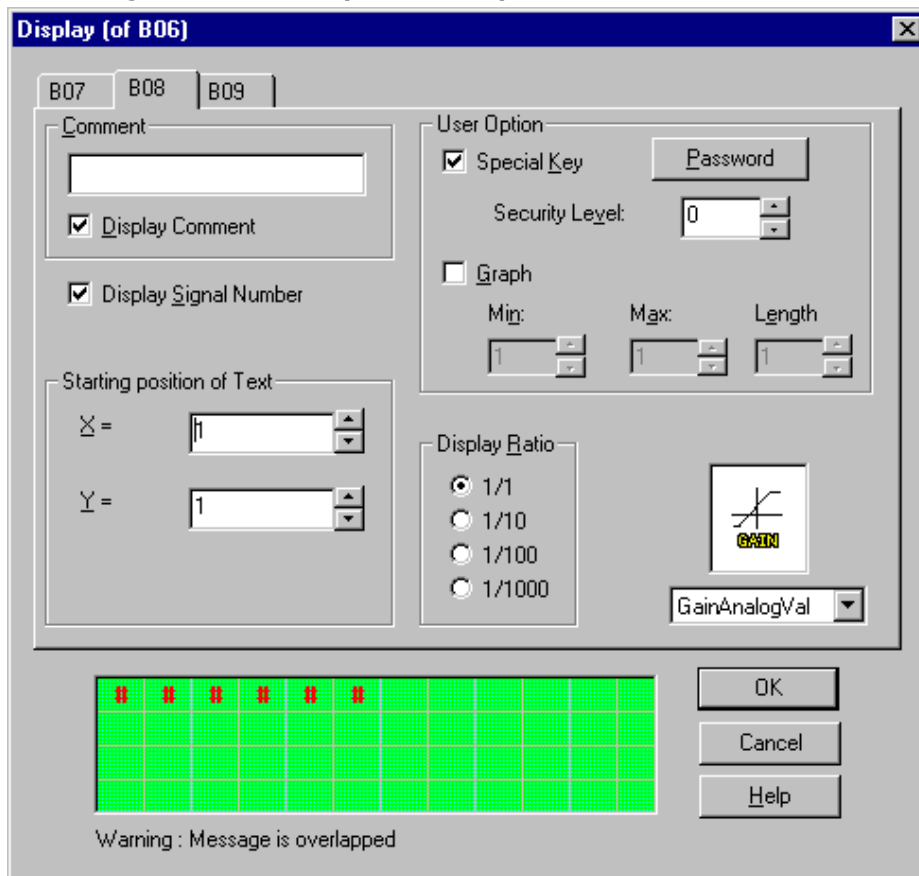 Display (of B06)
B07 B08 B09
Comment
Display Comment
Display Signal Number
Starting position of Text
X = 1
Y = 1
User Option
Special Key Password
Security Level: 0
Graph
Min: Max: Length
1 1 1
Display Ratio
1/1
1/10
1/100
1/1000
GAIN
GainAnalogVal
# # # # # #
Warning : Message is overlapped
OK
Cancel
Help